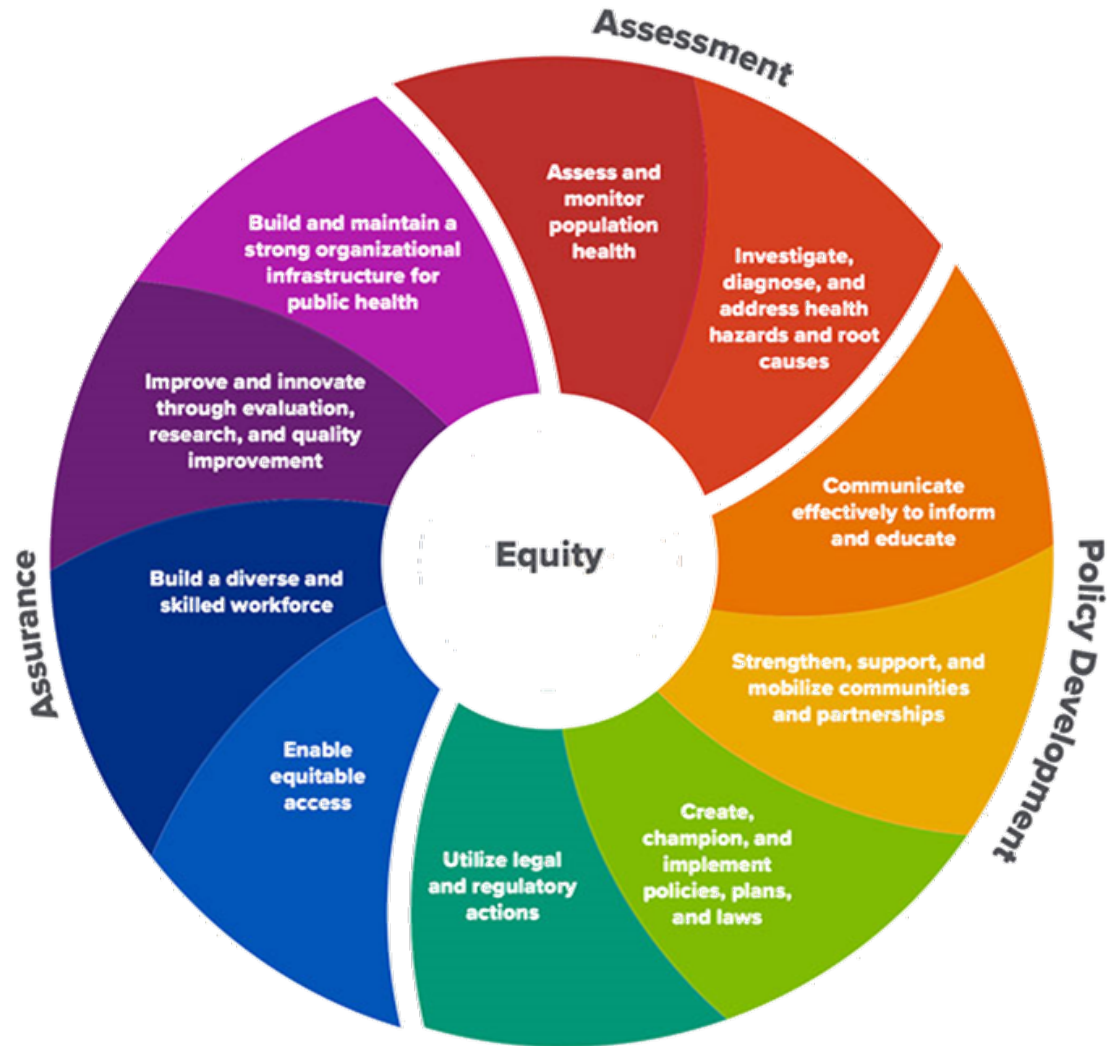 Assessment
Assess and
monitor
population
health
Investigate,
diagnose, and
address health
hazards and root
causes
Communicate
effectively to inform
and educate
Strengthen, support, and
mobilize communities
and partnerships
Create,
champion, and
implement
policies, plans,
and laws
Utilize legal
and regulatory
actions
Policy Development
Enable
equitable
access
Build a diverse and
skilled workforce
Improve and innovate
through evaluation,
research, and quality
improvement
Build and maintain a
strong organizational
infrastructure for
public health
Assurance
Equity